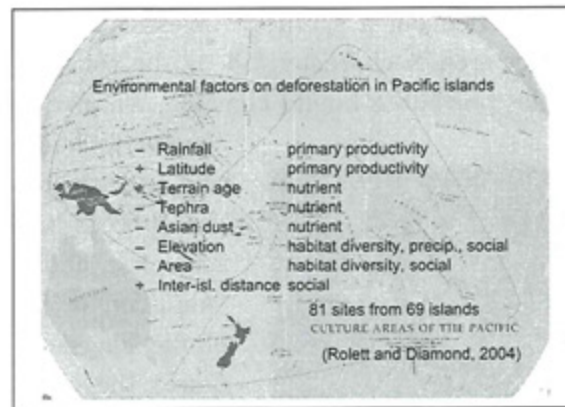 Environmental factors on deforestation in Pacific islands
– Rainfall primary productivity
+ Latitude primary productivity
+ Terrain age nutrient
– Tephra nutrient
– Asian dust nutrient
– Elevation habitat diversity, precip., social
– Area habitat diversity, social
+ Inter-isl. distance social
81 sites from 69 islands
CULTURE AREAS OF THE PACIFIC
(Rolett and Diamond, 2004)